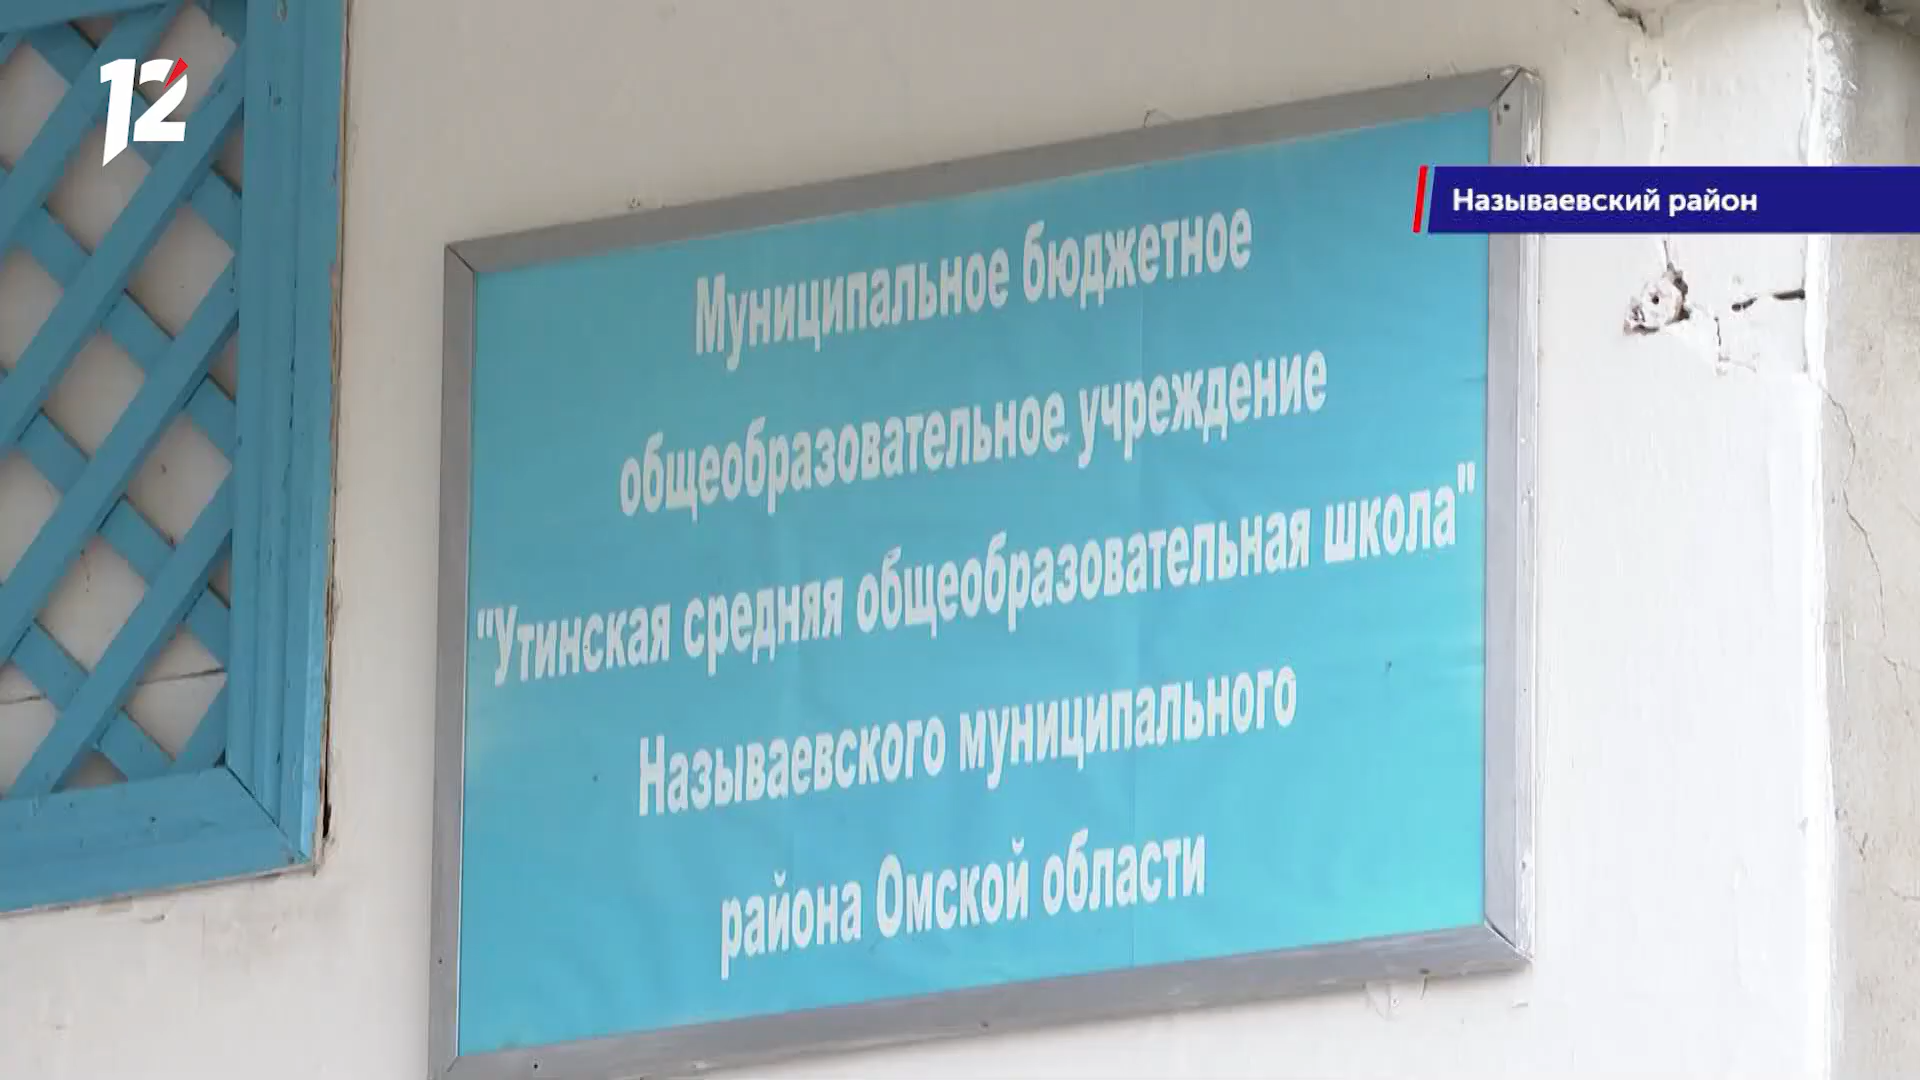 12
Называевский район
Муниципальное бюджетное
общеобразовательное учреждение
"Утинская средняя общеобразовательная школа"
Называевского муниципального
района Омской области